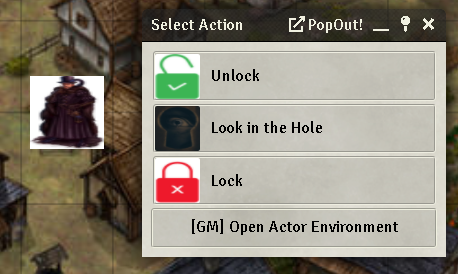 Select Action PopOut!
Unlock
Look in the Hole
Lock
[GM] Open Actor Environment